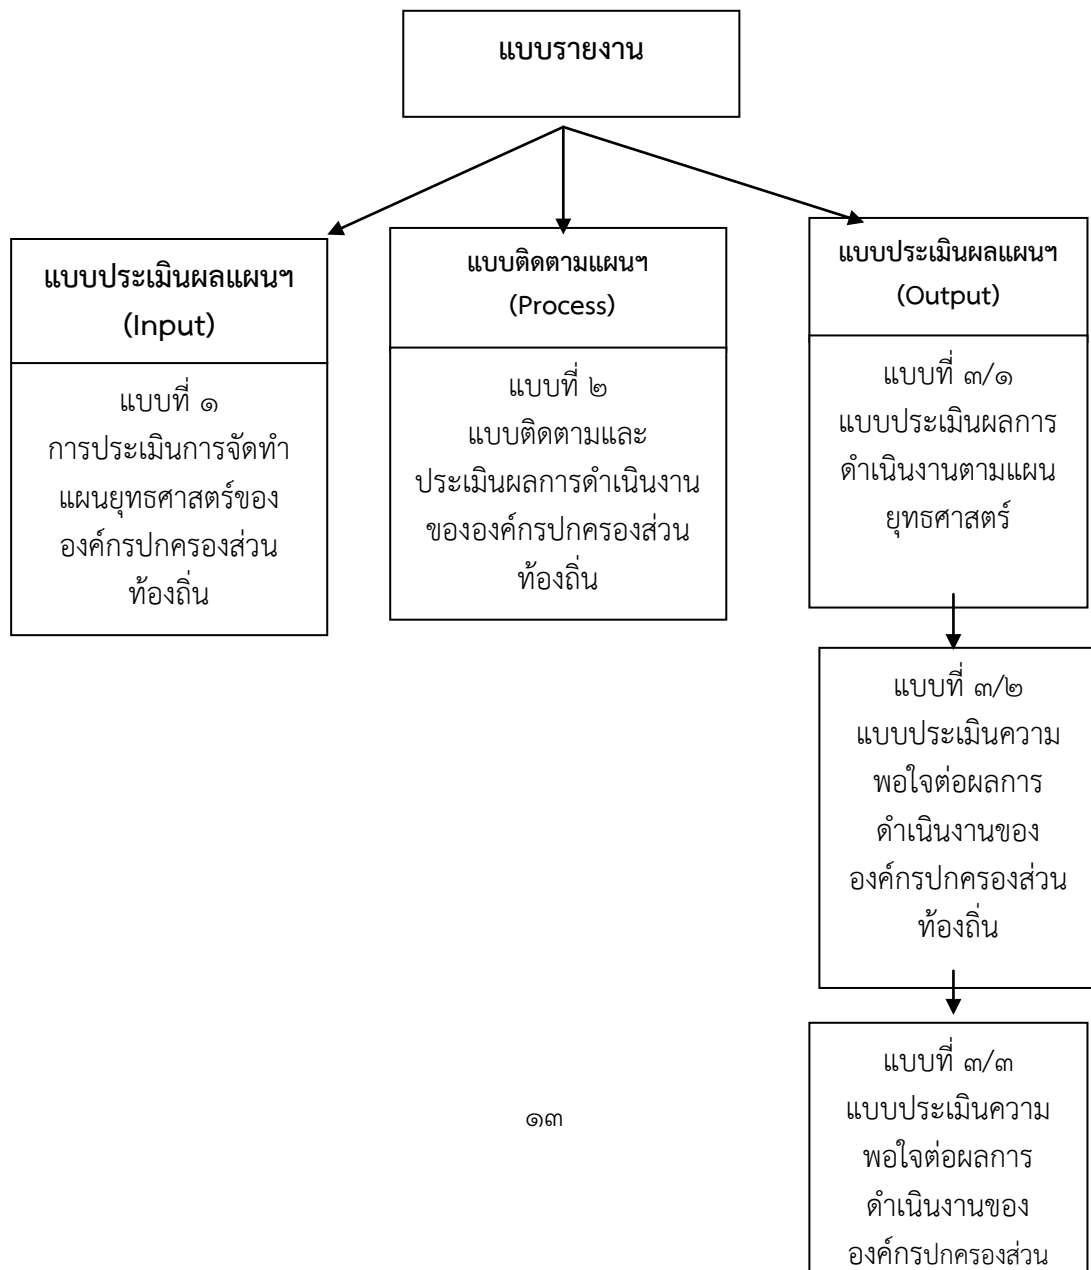 แบบรายงาน
แบบประเมินผลแผนฯ
(Input)
แบบที่ ๑
การประเมินการจัดทำ
แผนยุทธศาสตร์ของ
องค์กรปกครองส่วน
ท้องถิ่น
แบบติดตามแผนฯ
(Process)
แบบที่ ๒
แบบติดตามและ
ประเมินผลการดำเนินงาน
ขององค์กรปกครองส่วน
ท้องถิ่น
แบบประเมินผลแผนฯ
(Output)
แบบที่ ๓/๑
แบบประเมินผลการ
ดำเนินงานตามแผน
ยุทธศาสตร์
แบบที่ ๓/๒
แบบประเมินความ
พอใจต่อผลการ
ดำเนินงานของ
องค์กรปกครองส่วน
ท้องถิ่น
แบบที่ ๓/๓
แบบประเมินความ
พอใจต่อผลการ
ดำเนินงานของ
องค์กรปกครองส่วน
๑๓